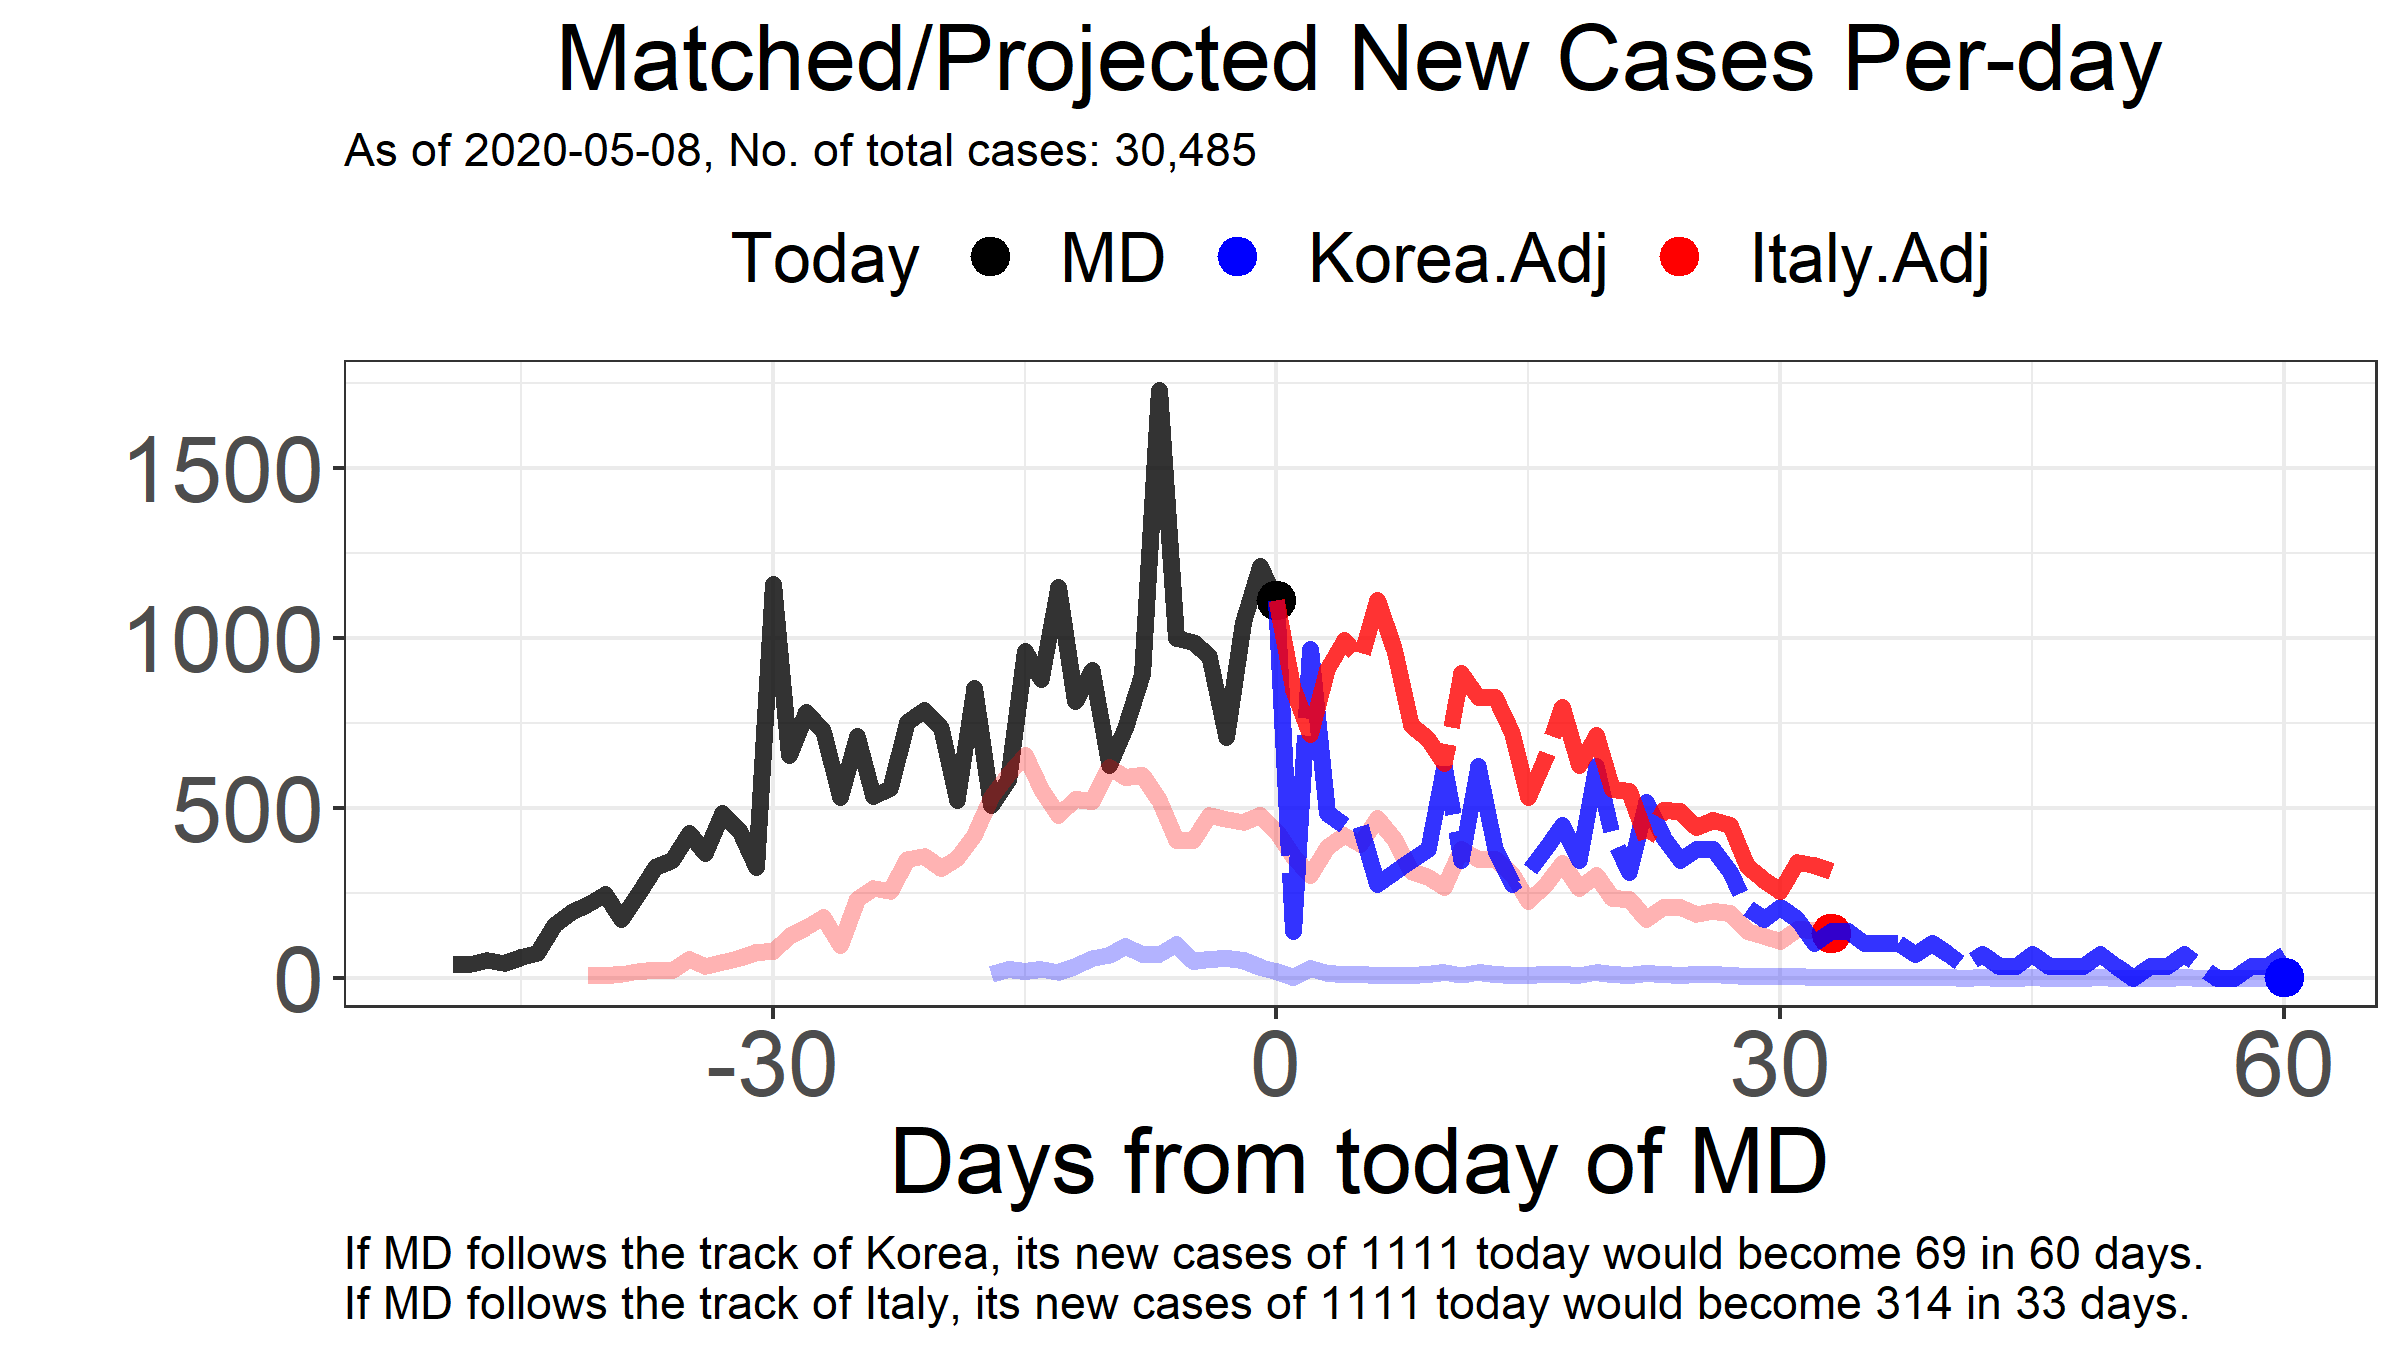 Matched/Projected New Cases Per-day
As of 2020-05-08, No. of total cases: 30,485
Today MD Korea.Adj Italy.Adj
1500
1000
500
0
-30 0 30 60
Days from today of MD
If MD follows the track of Korea, its new cases of 1111 today would become 69 in 60 days.
If MD follows the track of Italy, its new cases of 1111 today would become 314 in 33 days.